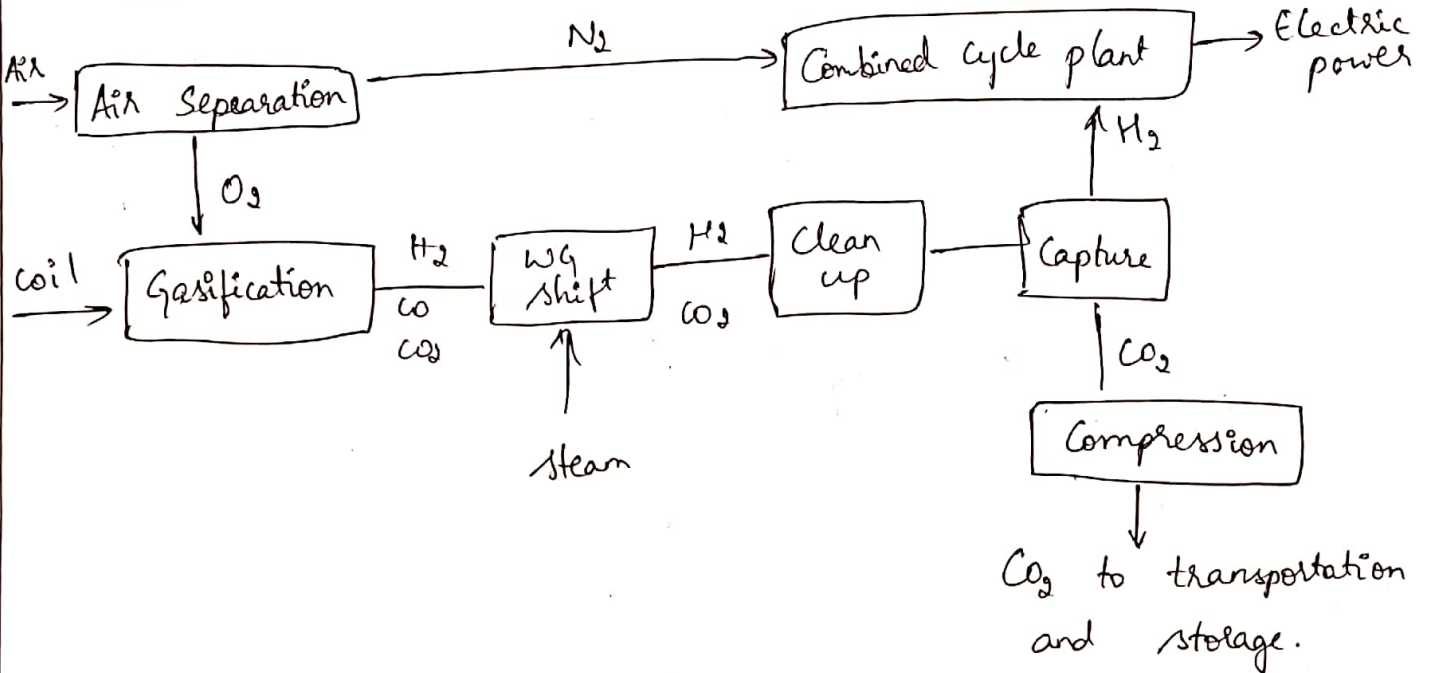 N2
Combined cycle plant
Electric
power
Air
Air Sepearation
O2
H2
coil
Gasification
H2
CO
CO2
WG
shift
H2
CO2
Clean
up
Capture
CO2
steam
Compression
CO2 to transportation
and storage.